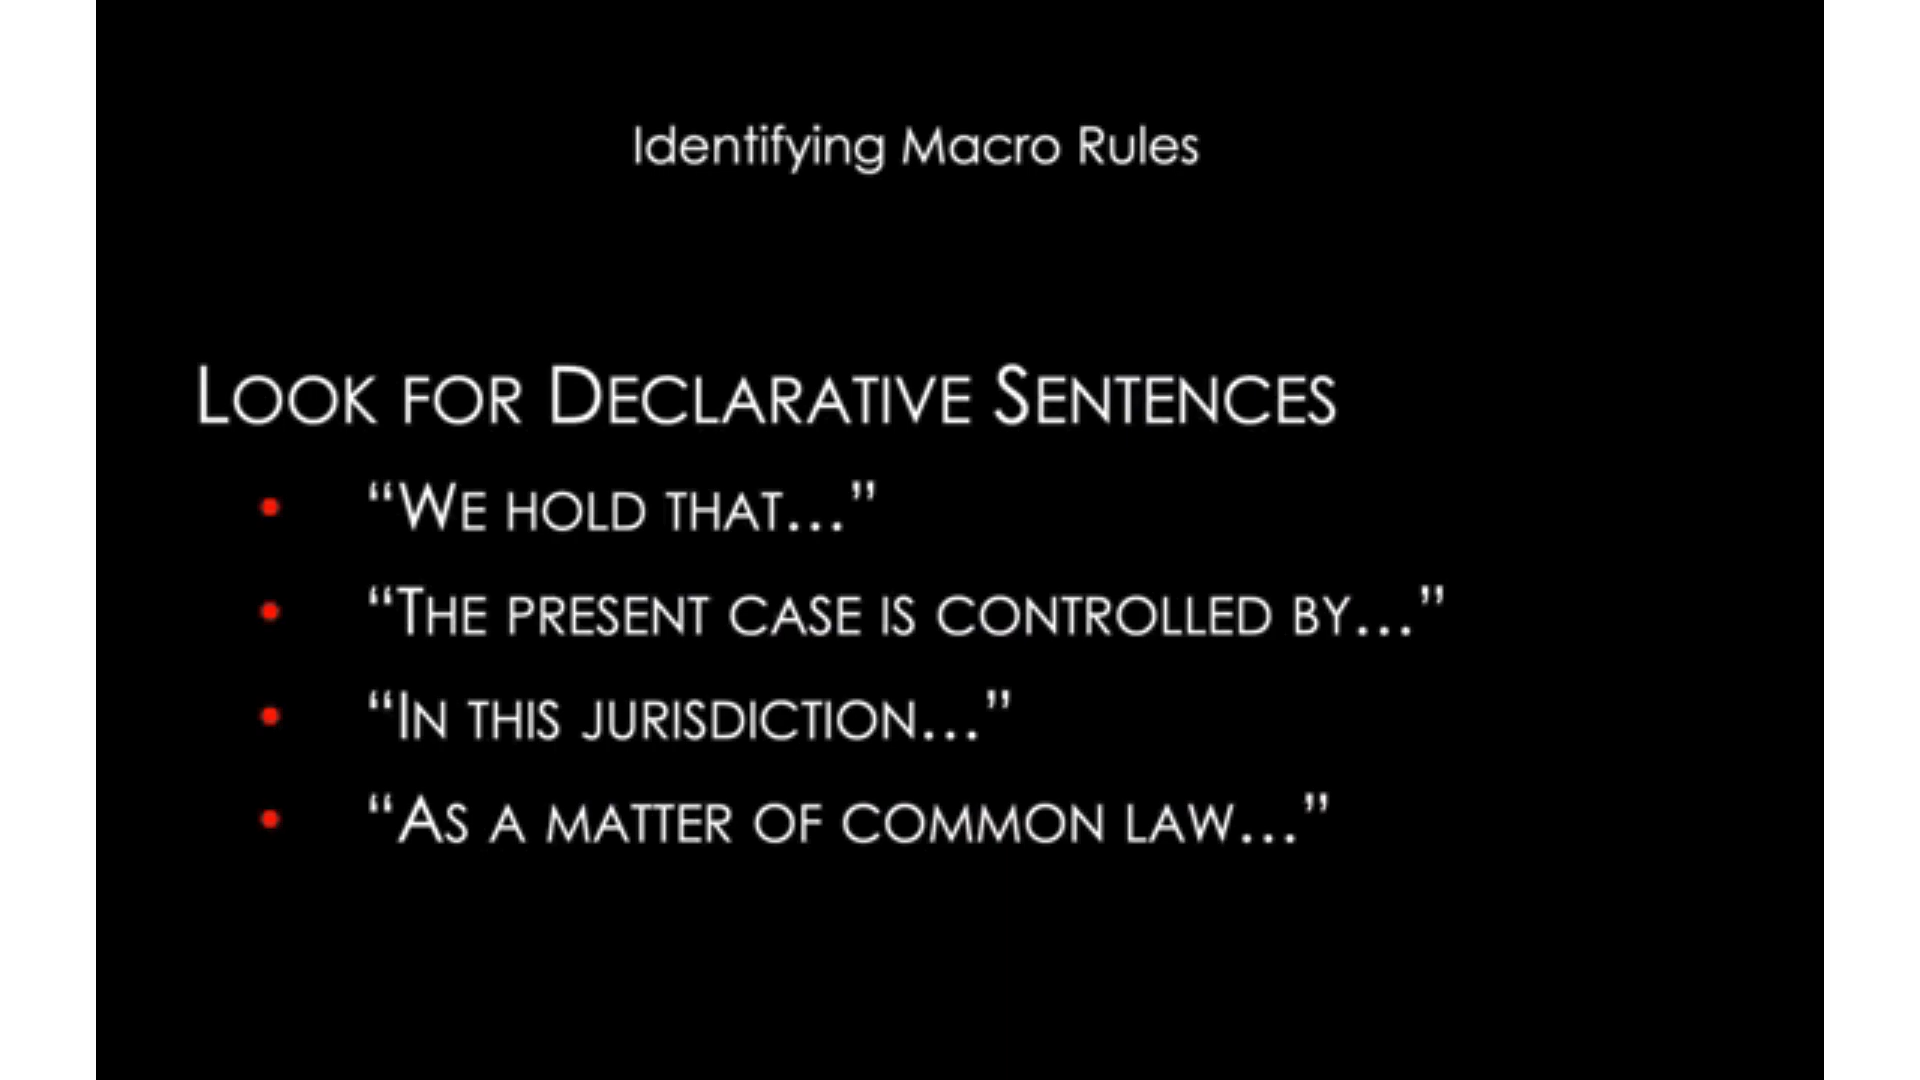 Identifying Macro Rules
Look for Declarative Sentences
• “We hold that…”
• “The present case is controlled by…”
• “In this jurisdiction…”
• “As a matter of common law…”